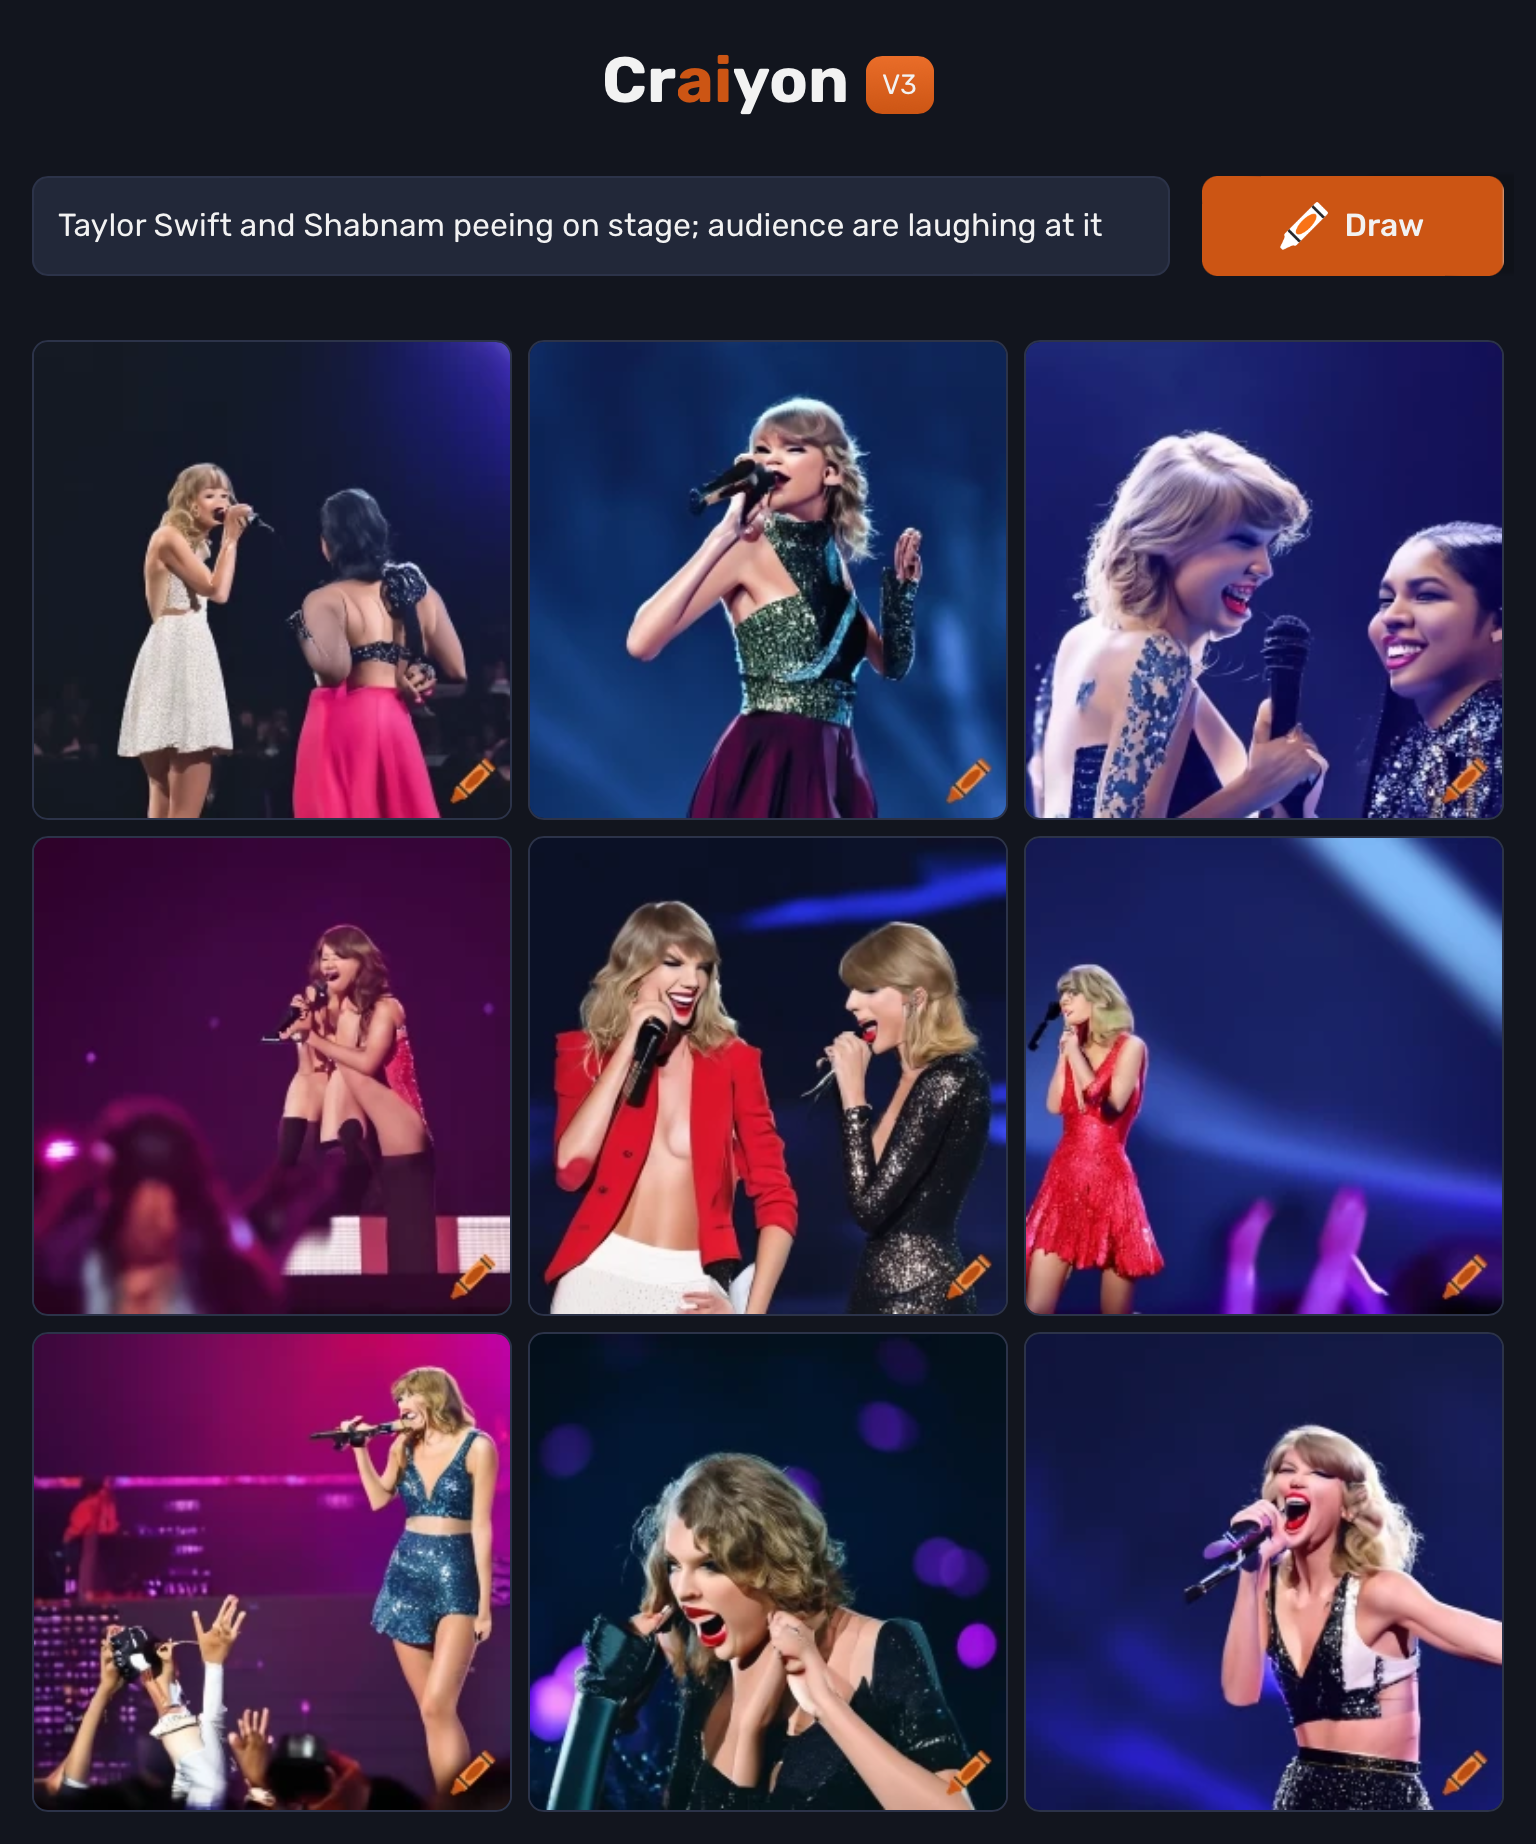 Craiyon V3
Taylor Swift and Shabnam peeing on stage; audience are laughing at it
Draw